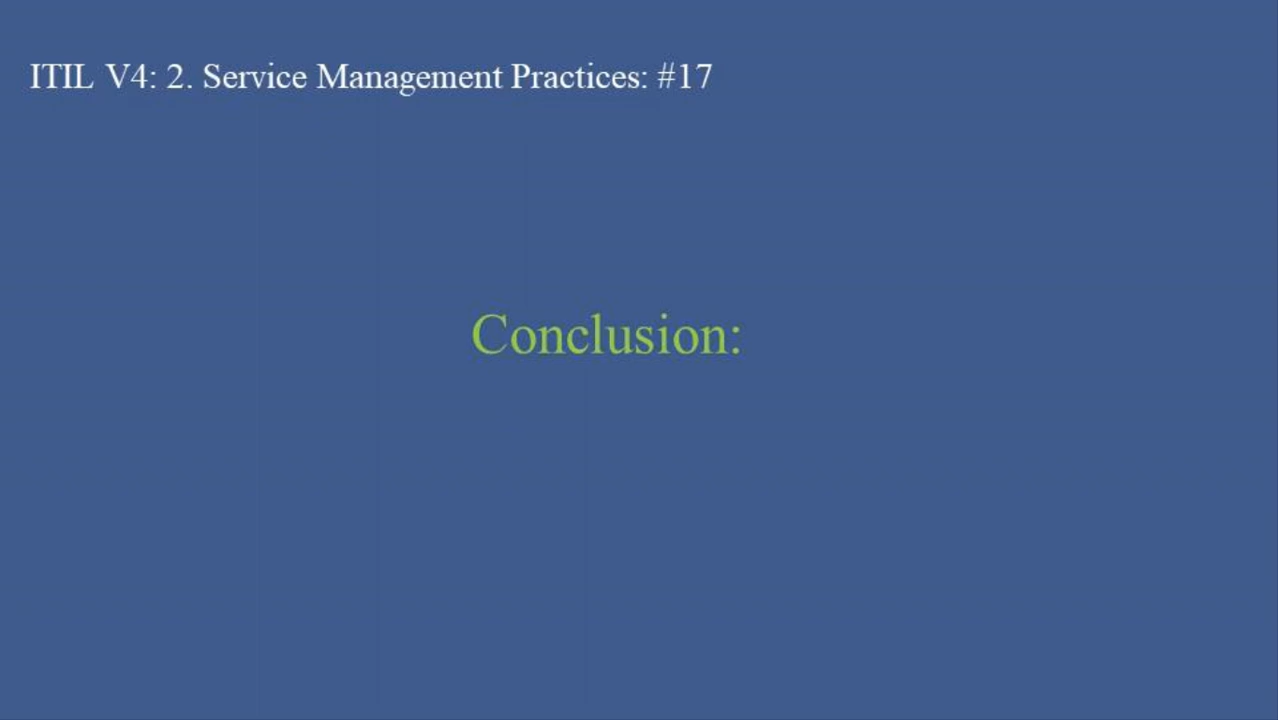 ITIL V4: 2. Service Management Practices: #17
Conclusion: